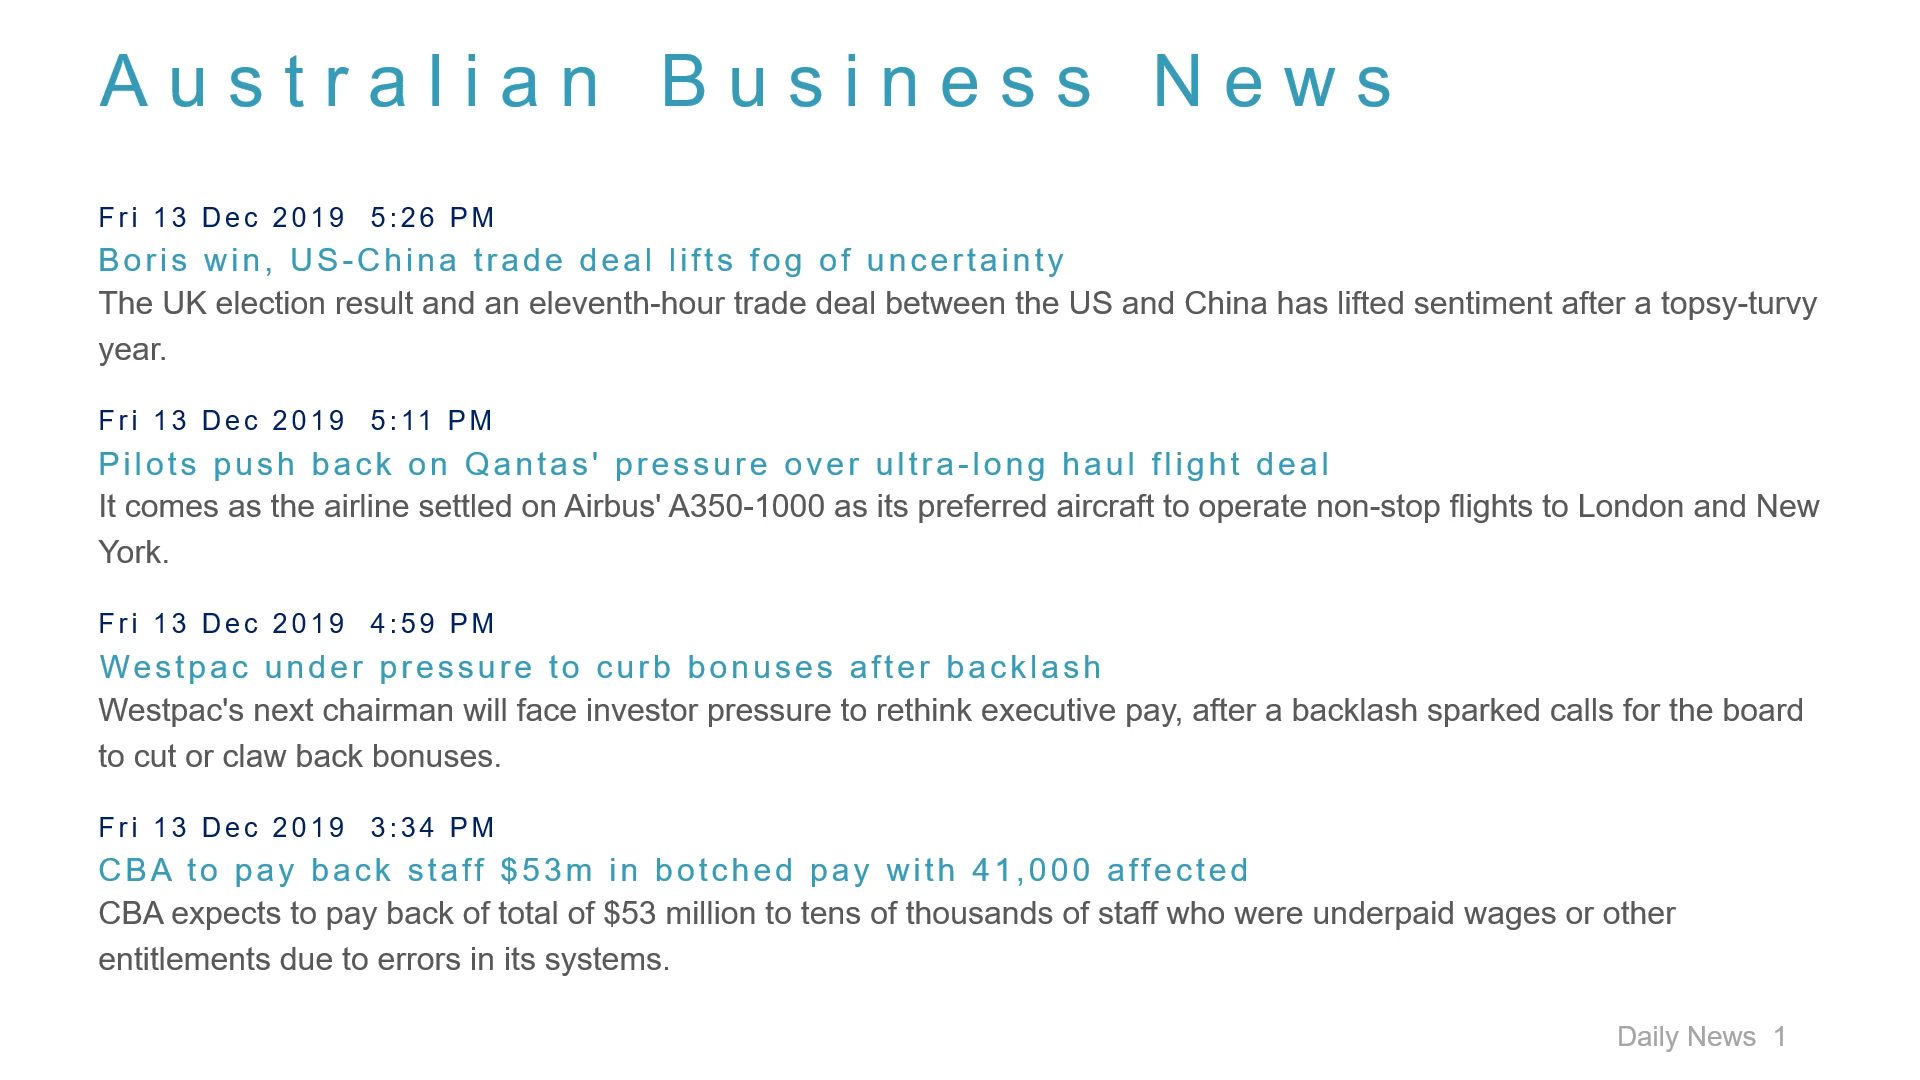 Australian Business News
Fri 13 Dec 2019  5:26 PM
Boris win, US-China trade deal lifts fog of uncertainty
The UK election result and an eleventh-hour trade deal between the US and China has lifted sentiment after a topsy-turvy
year.
Fri 13 Dec 2019  5:11 PM
Pilots push back on Qantas' pressure over ultra-long haul flight deal
It comes as the airline settled on Airbus' A350-1000 as its preferred aircraft to operate non-stop flights to London and New
York.
Fri 13 Dec 2019  4:59 PM
Westpac under pressure to curb bonuses after backlash
Westpac's next chairman will face investor pressure to rethink executive pay, after a backlash sparked calls for the board
to cut or claw back bonuses.
Fri 13 Dec 2019  3:34 PM
CBA to pay back staff $53m in botched pay with 41,000 affected
CBA expects to pay back of total of $53 million to tens of thousands of staff who were underpaid wages or other
entitlements due to errors in its systems.
Daily News  1